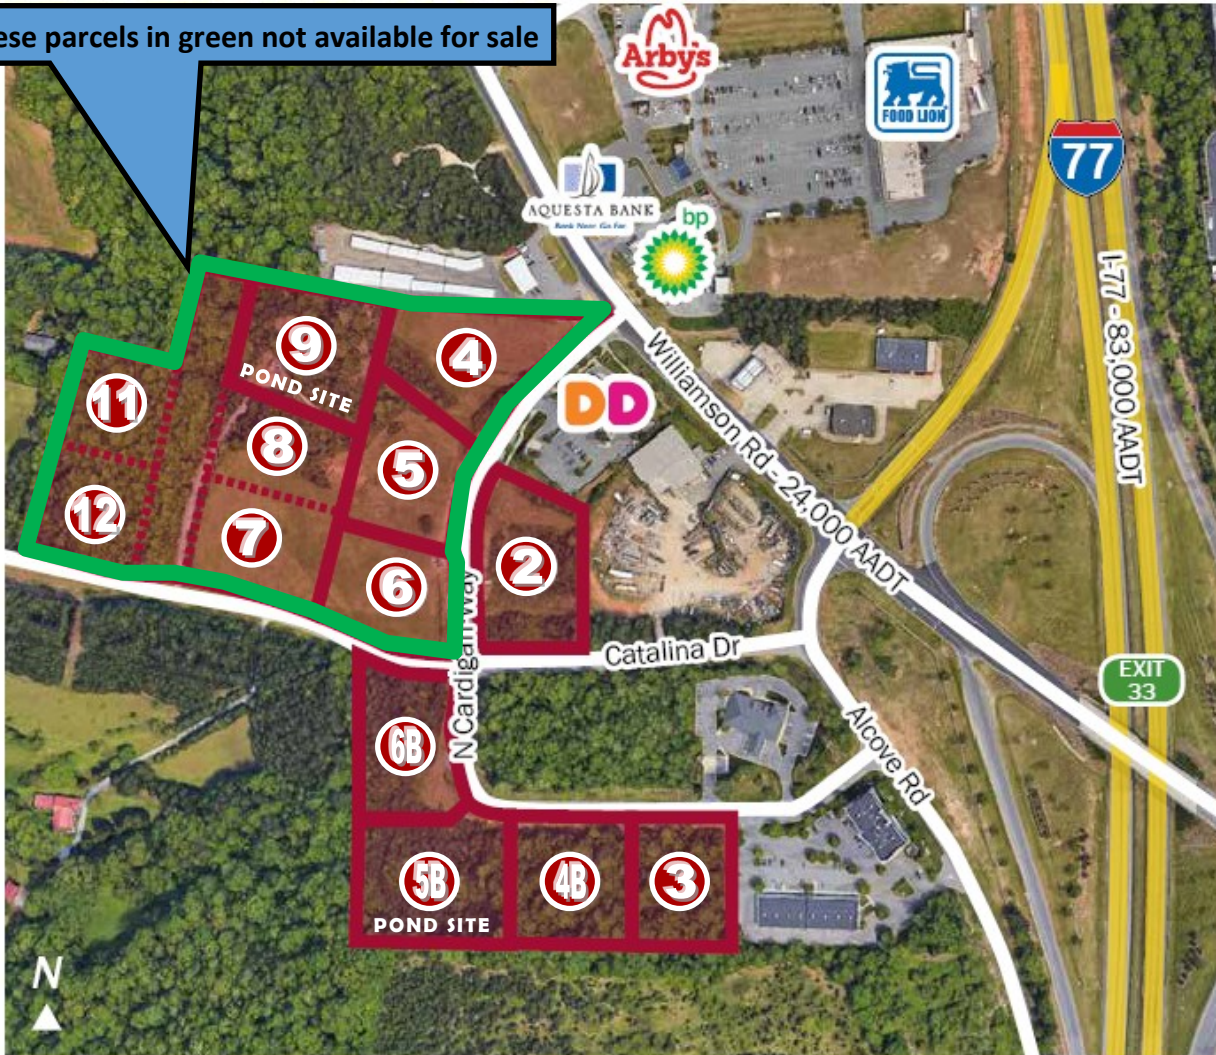 ese parcels in green not available for sale
Arby's
FOOD LION
77
AQUESTA BANK
Bank Near. Go Far.
bp
I-77 - 83,000 AADT
Williamson Rd - 24,000 AADT
DD
9
POND SITE
4
11
8
5
12
7
6
2
N Cardigan Way
Catalina Dr
EXIT
33
6B
Alcove Rd
5B
POND SITE
4B
3
N